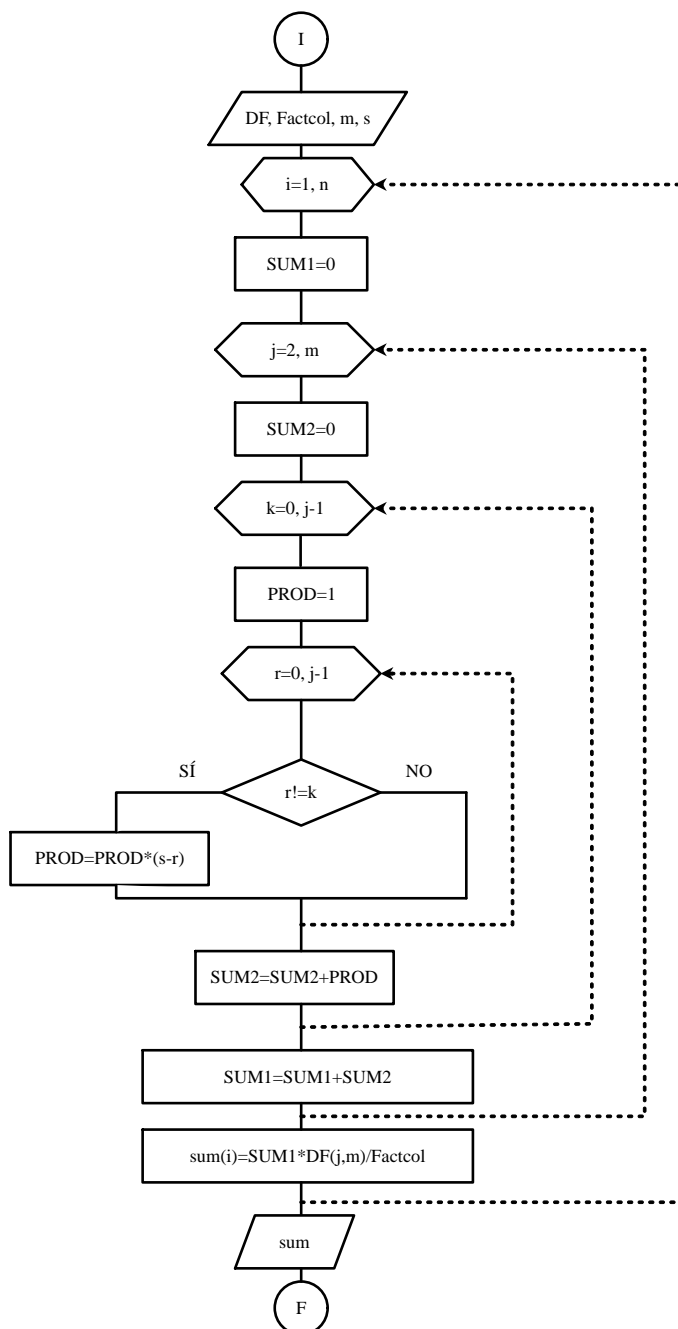 I
DF, Factcol, m, s
i=1, n
SUM1=0
j=2, m
SUM2=0
k=0, j-1
PROD=1
r=0, j-1
SÍ
NO
r!=k
PROD=PROD*(s-r)
SUM2=SUM2+PROD
SUM1=SUM1+SUM2
sum(i)=SUM1*DF(j,m)/Factcol
sum
F